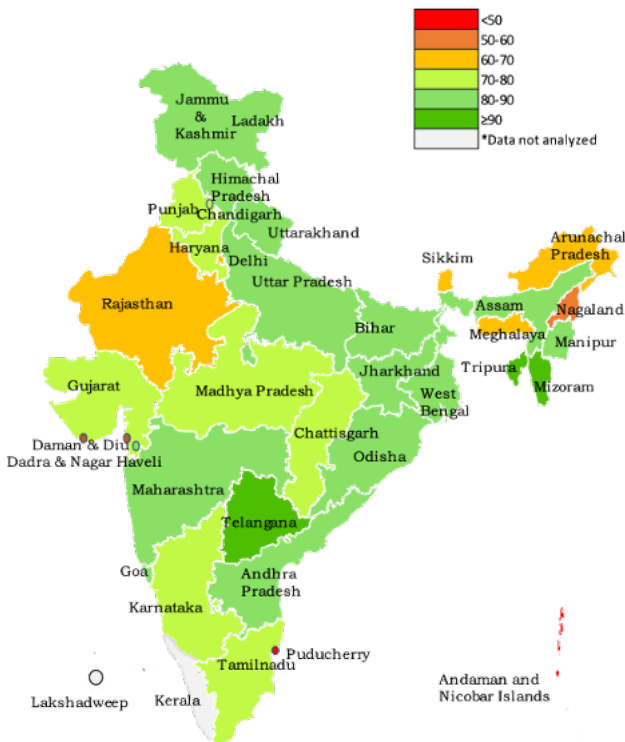 <50
50-60
60-70
70-80
80-90
≥90
*Data not analyzed
Jammu
&
Kashmir
Ladakh
Himachal
Pradesh
Punjab
Chandigarh
Uttarakhand
Haryana
Delhi
Uttar Pradesh
Sikkim
Arunachal
Pradesh
Rajasthan
Bihar
Assam
Nagaland
Meghalaya
Manipur
Gujarat
Madhya Pradesh
Jharkhand
Tripura
Mizoram
West
Bengal
Chattisgarh
Daman & Diu
Dadra & Nagar Haveli
Odisha
Maharashtra
Telangana
Goa
Andhra
Pradesh
Karnataka
Puducherry
Tamilnadu
Andaman and
Nicobar Islands
Lakshadweep
Kerala